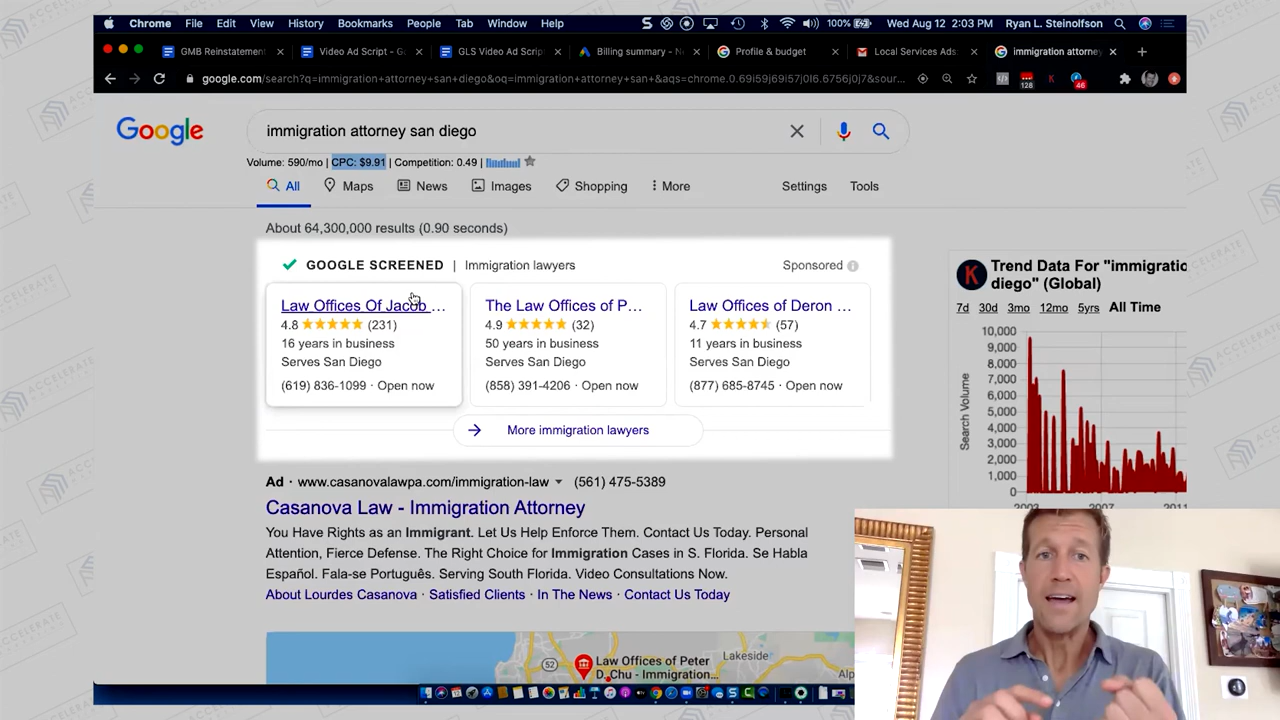 Chrome File Edit View History Bookmarks People Tab Window Help
100% Wed Aug 12 2:03 PM Ryan L. Steinolfson
GMB Reinstatement
Video Ad Script - G
GLS Video Ad Scrip
Billing summary - N
Profile & budget
Local Services Ads
immigration attorne
google.com/search?q=immigration+attorney+san+diego&oq=immigration+attorney+san+&aqs=chrome.0.69i59j69i57j0l6.6756j0j7&sour...
128
46
Google
immigration attorney san diego
Volume: 590/mo | CPC: $9.91 | Competition: 0.49 |
All Maps News Images Shopping More Settings Tools
About 64,300,000 results (0.90 seconds)
GOOGLE SCREENED | Immigration lawyers Sponsored
Law Offices Of Jacob ...
4.8 (231)
16 years in business
Serves San Diego
(619) 836-1099 · Open now
The Law Offices of P...
4.9 (32)
50 years in business
Serves San Diego
(858) 391-4206 · Open now
Law Offices of Deron ...
4.7 (57)
11 years in business
Serves San Diego
(877) 685-8745 · Open now
More immigration lawyers
Ad · www.casanovalawpa.com/immigration-law (561) 475-5389
Casanova Law - Immigration Attorney
You Have Rights as an Immigrant. Let Us Help Enforce Them. Contact Us Today. Personal
Attention, Fierce Defense. The Right Choice for Immigration Cases in S. Florida. Se Habla
Español. Fala-se Português. Serving South Florida. Video Consultations Now.
About Lourdes Casanova · Satisfied Clients · In The News · Contact Us Today
52
Law Offices of Peter
D. Chu - Immigration...
Lakeside
Alp
K
Trend Data For "immigratio
diego" (Global)
7d 30d 3mo 12mo 5yrs All Time
Search Volume
10,000
9,000
8,000
7,000
6,000
5,000
4,000
3,000
2,000
1,000
0
2003 2007 2011
ACCELERATE